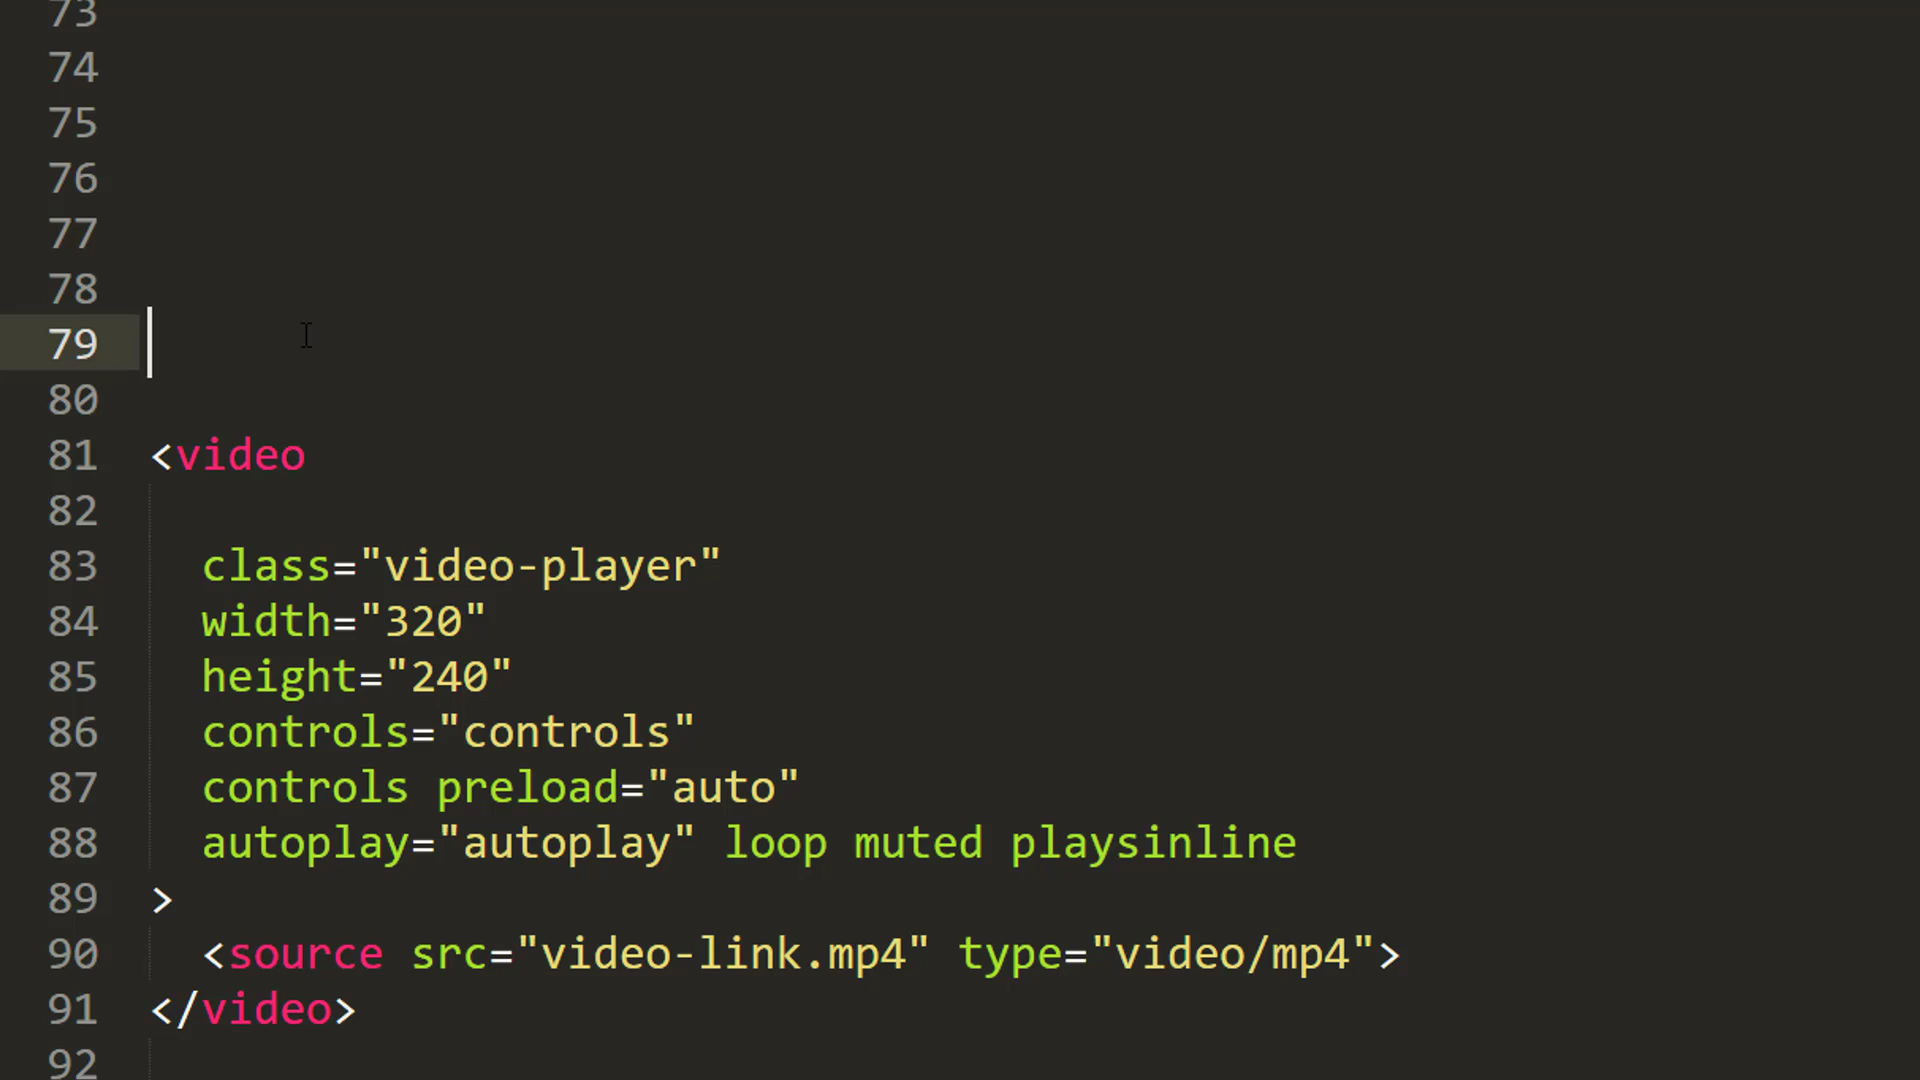 73
74
75
76
77
78
79
80
81 <video
82
83 class="video-player"
84 width="320"
85 height="240"
86 controls="controls"
87 controls preload="auto"
88 autoplay="autoplay" loop muted playsinline
89 >
90 <source src="video-link.mp4" type="video/mp4">
91 </video>
92